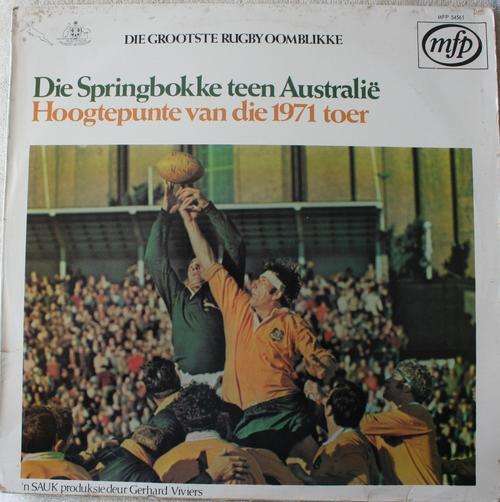 MFP 54561
DIE GROOTSTE RUGBY OOMBLIKKE
mfp
Die Springbokke teen Australië
Hoogtepunte van die 1971 toer
'n SAUK produksie deur Gerhard Viviers